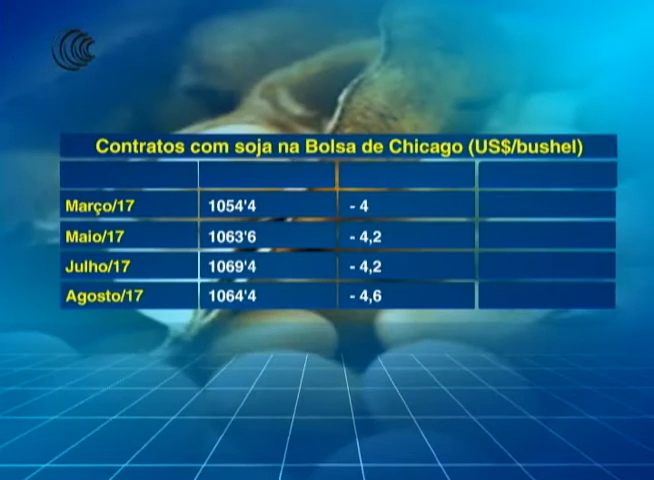 Contratos com soja na Bolsa de Chicago (US$/bushel)
Março/17 1054'4 - 4
Maio/17 1063'6 - 4,2
Julho/17 1069'4 - 4,2
Agosto/17 1064'4 - 4,6